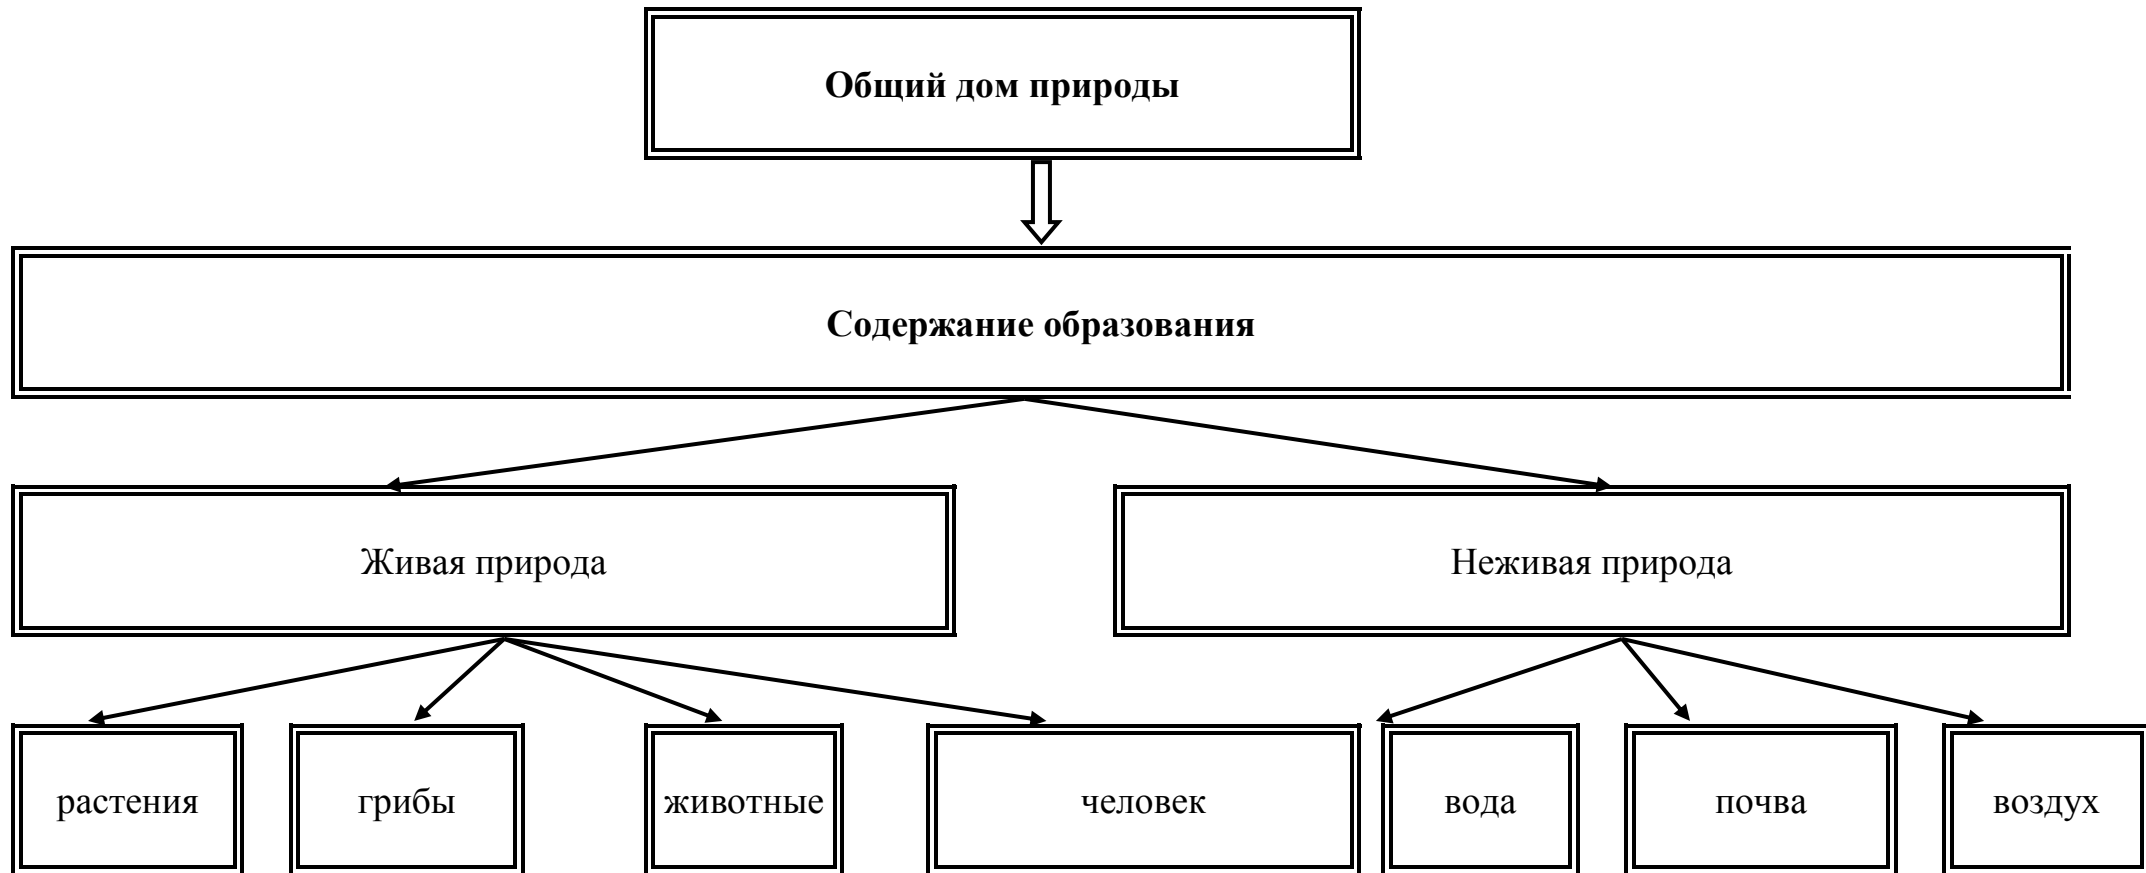 Общий дом природы
Содержание образования
Живая природа
Неживая природа
растения
грибы
животные
человек
вода
почва
воздух